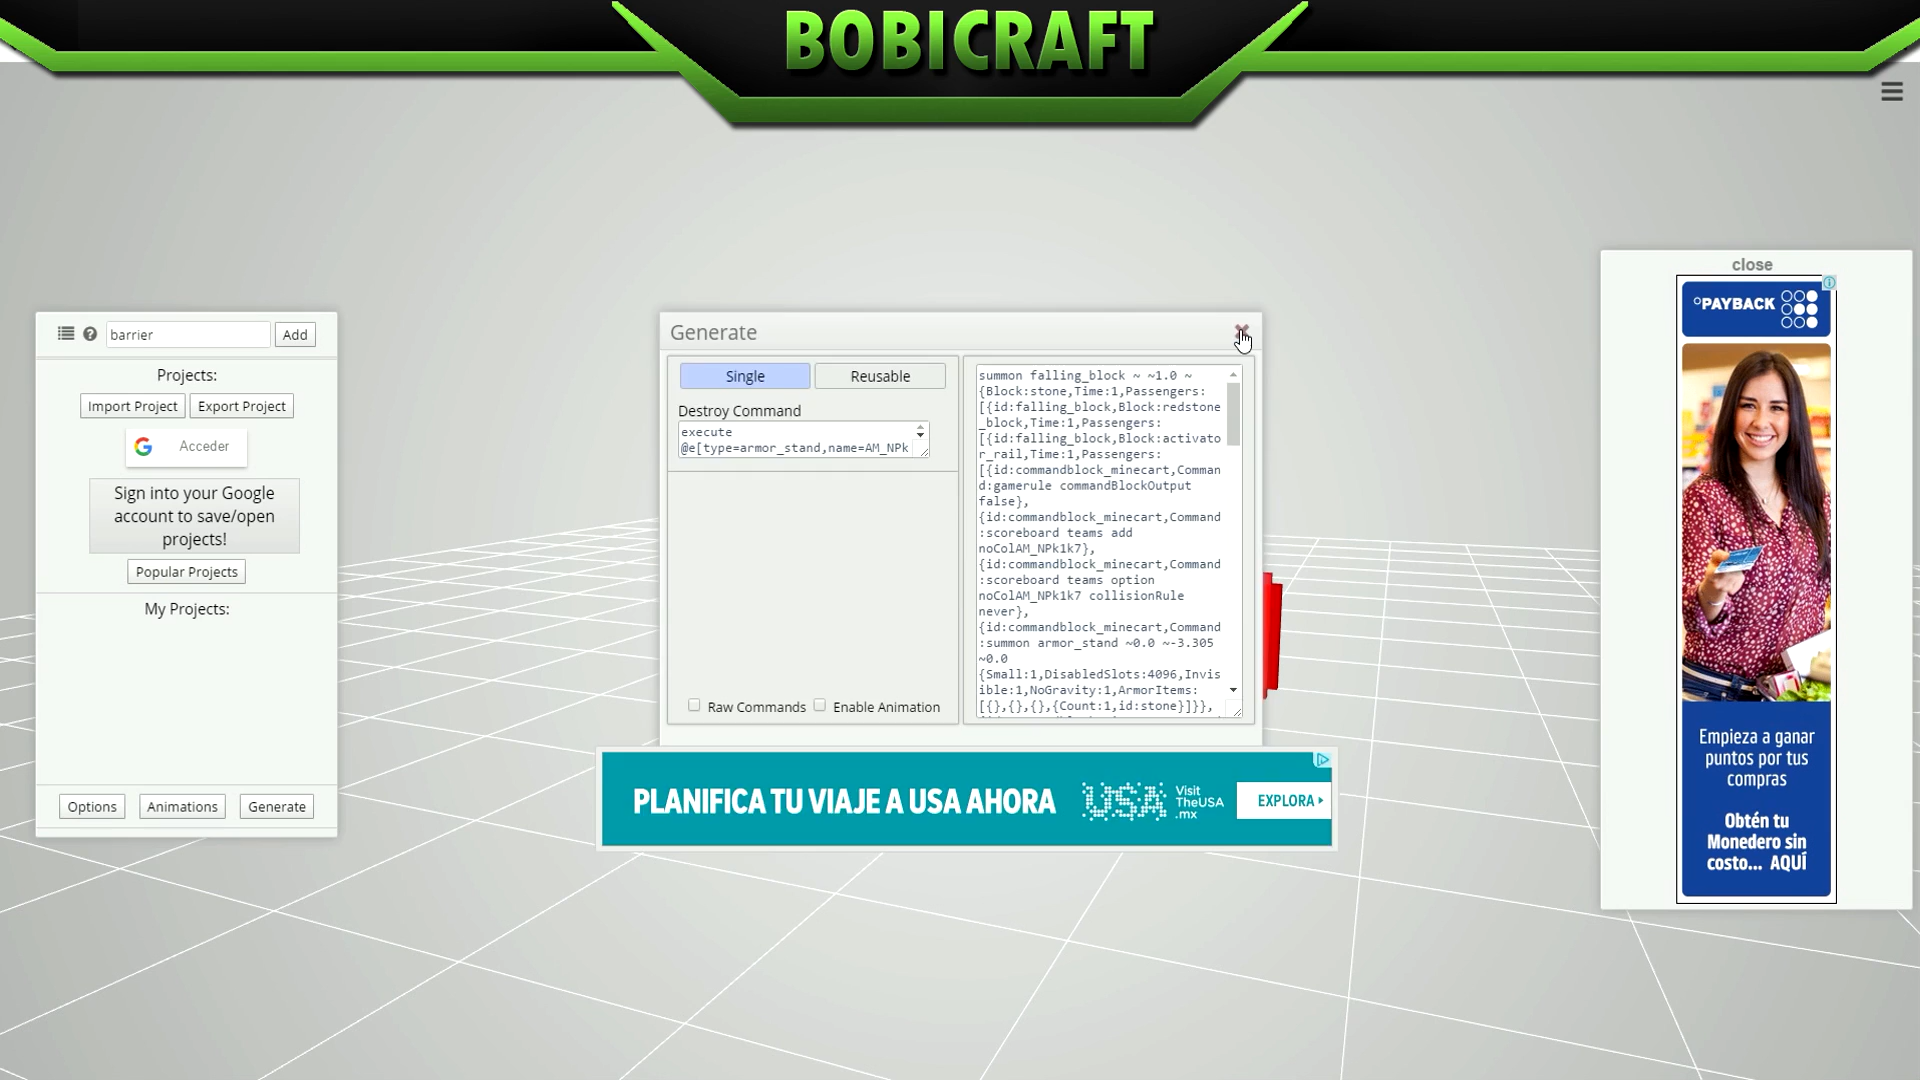 BOBICRAFT
barrier
Add
Projects:
Import Project
Export Project
Acceder
Sign into your Google
account to save/open
projects!
Popular Projects
My Projects:
Options
Animations
Generate
Generate
Single
Reusable
Destroy Command
execute
@e[type=armor_stand,name=AM_NPk
Raw Commands
Enable Animation
summon falling_block ~ ~1.0 ~
{Block:stone,Time:1,Passengers:
[{id:falling_block,Block:redstone
_block,Time:1,Passengers:
[{id:falling_block,Block:activato
r_rail,Time:1,Passengers:
[{id:commandblock_minecart,Comman
d:gamerule commandBlockOutput
false},
{id:commandblock_minecart,Command
:scoreboard teams add
noColAM_NPk1k7},
{id:commandblock_minecart,Command
:scoreboard teams option
noColAM_NPk1k7 collisionRule
never},
{id:commandblock_minecart,Command
:summon armor_stand ~0.0 ~-3.305
~0.0
{Small:1,DisabledSlots:4096,Invis
ible:1,NoGravity:1,ArmorItems:
[{},{},{},{Count:1,id:stone}]}},
PLANIFICA TU VIAJE A USA AHORA
USA
Visit
TheUSA
.mx
EXPLORA
close
°PAYBACK
Empieza a ganar
puntos por tus
compras
Obtén tu
Monedero sin
costo... AQUÍ